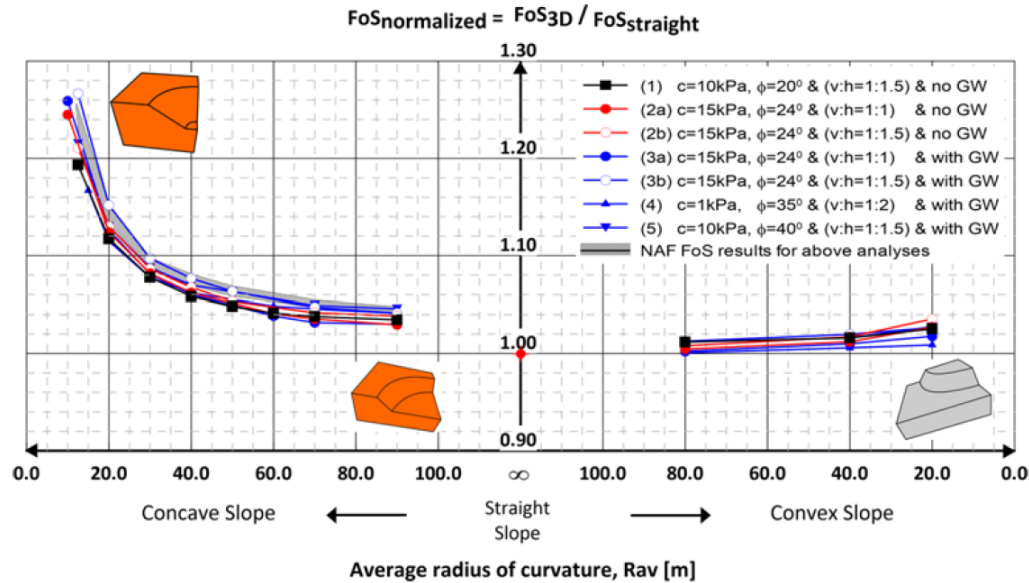 FoSnormalized = FoS3D / FoSstraight
1.30
1.20
1.10
1.00
0.90
(1) c=10kPa, ϕ=20⁰ & (v:h=1:1.5) & no GW
(2a) c=15kPa, ϕ=24⁰ & (v:h=1:1) & no GW
(2b) c=15kPa, ϕ=24⁰ & (v:h=1:1.5) & no GW
(3a) c=15kPa, ϕ=24⁰ & (v:h=1:1) & with GW
(3b) c=15kPa, ϕ=24⁰ & (v:h=1:1.5) & with GW
(4) c=1kPa, ϕ=35⁰ & (v:h=1:2) & with GW
(5) c=10kPa, ϕ=40⁰ & (v:h=1:1.5) & with GW
NAF FoS results for above analyses
0.0 20.0 40.0 60.0 80.0 100.0 ∞ 100.0 80.0 60.0 40.0 20.0 0.0
Concave Slope Straight Slope Convex Slope
Average radius of curvature, Rav [m]